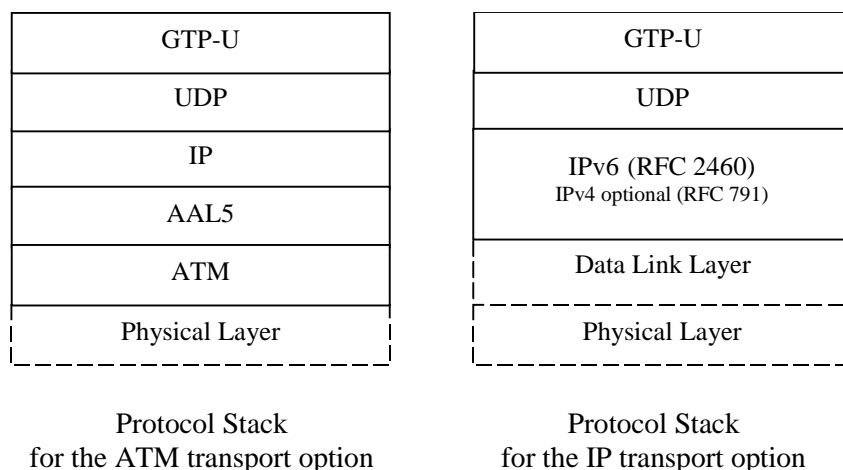 GTP-U
UDP
IP
AAL5
ATM
Physical Layer
Protocol Stack
for the ATM transport option
GTP-U
UDP
IPv6 (RFC 2460)
IPv4 optional (RFC 791)
Data Link Layer
Physical Layer
Protocol Stack
for the IP transport option